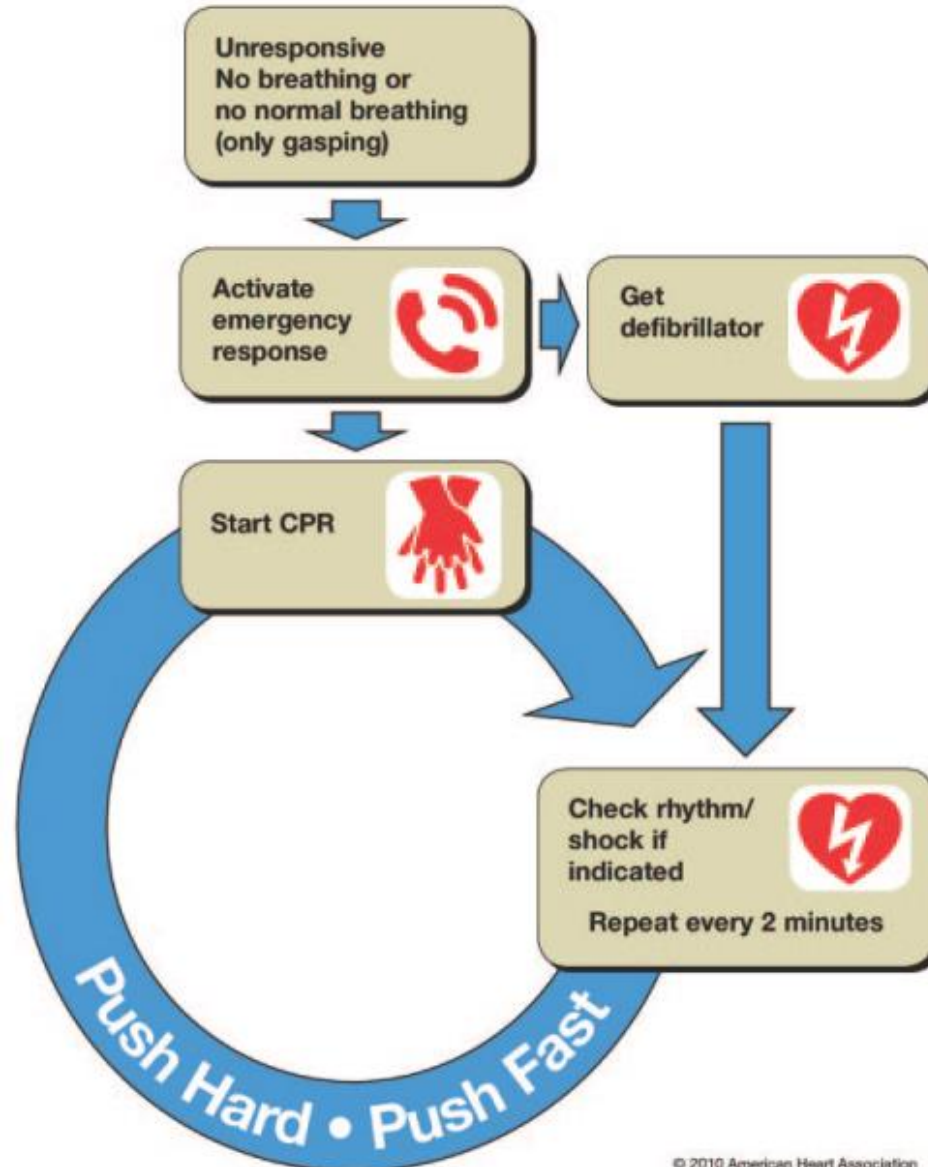 Unresponsive
No breathing or
no normal breathing
(only gasping)
Activate
emergency
response
Get
defibrillator
Start CPR
Check rhythm/
shock if
indicated
Repeat every 2 minutes
Push Hard • Push Fast
© 2010 American Heart Association